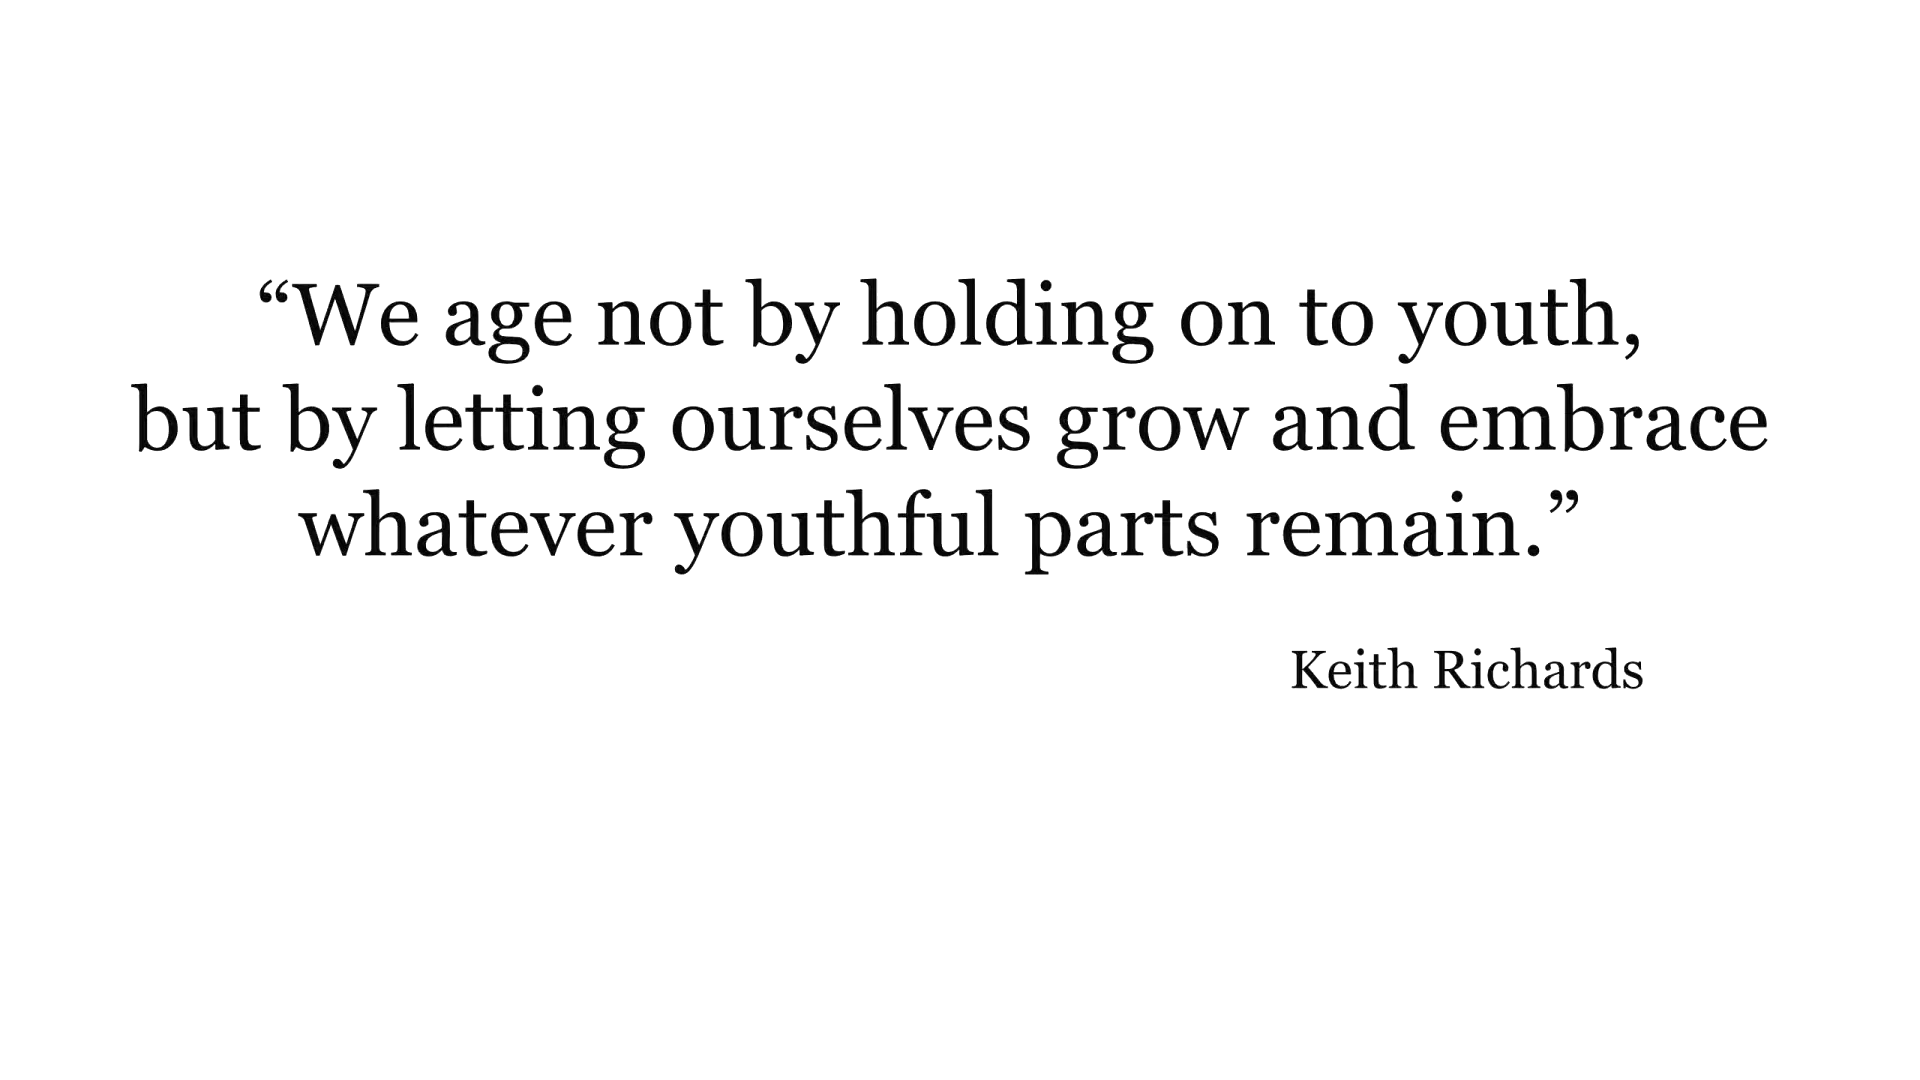 “We age not by holding on to youth,
but by letting ourselves grow and embrace
whatever youthful parts remain.”
Keith Richards